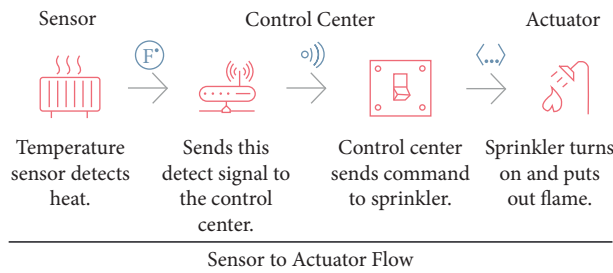 Sensor
Control Center
Actuator
F°
Temperature
sensor detects
heat.
Sends this
detect signal to
the control
center.
Control center
sends command
to sprinkler.
Sprinkler turns
on and puts
out flame.
Sensor to Actuator Flow